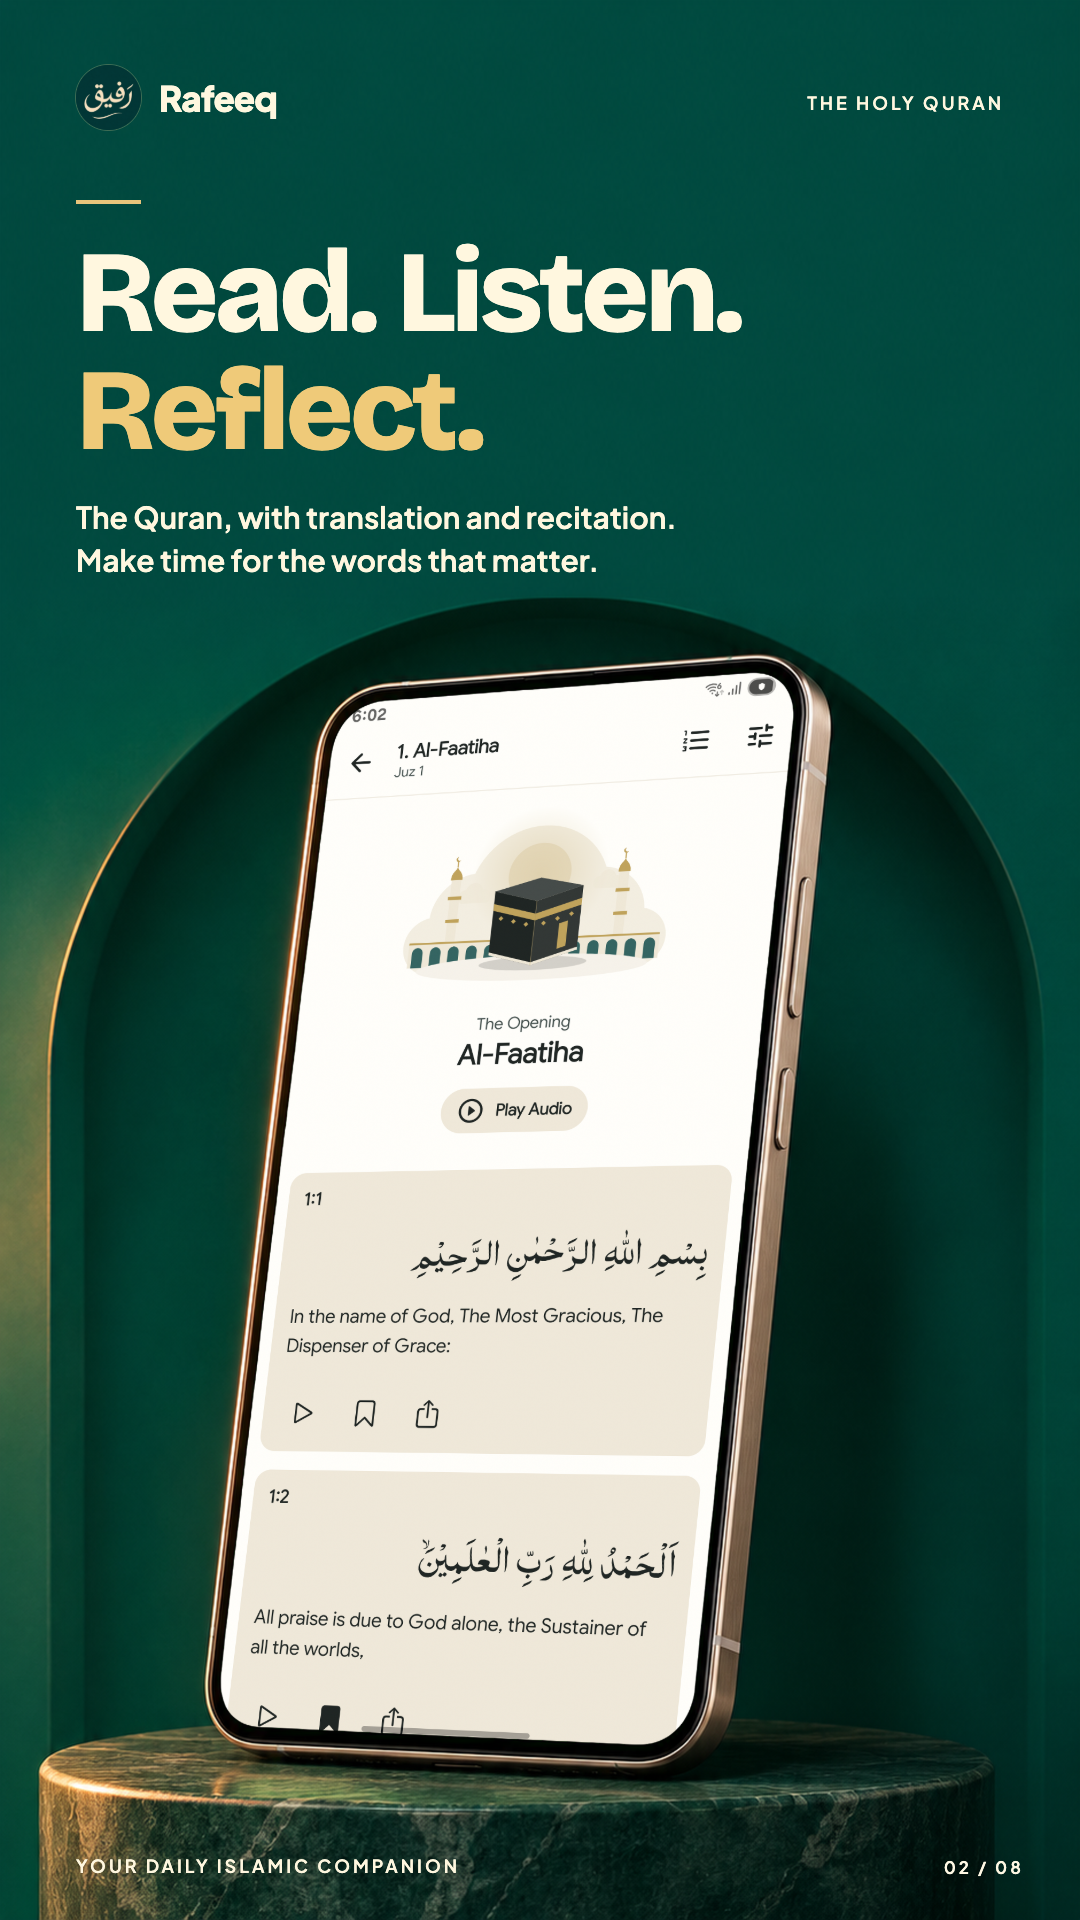 رَفيق
Rafeeq
THE HOLY QURAN
Read. Listen.
Reflect.
The Quran, with translation and recitation.
Make time for the words that matter.
6:02
1. Al-Faatiha
Juz 1
The Opening
Al-Faatiha
Play Audio
1:1
بِسْمِ اللّٰهِ الرَّحْمٰنِ الرَّحِيْمِ
In the name of God, The Most Gracious, The
Dispenser of Grace:
1:2
اَلْحَمْدُ لِلّٰهِ رَبِّ الْعٰلَمِيْنَۙ
All praise is due to God alone, the Sustainer of
all the worlds,
YOUR DAILY ISLAMIC COMPANION
02 / 08